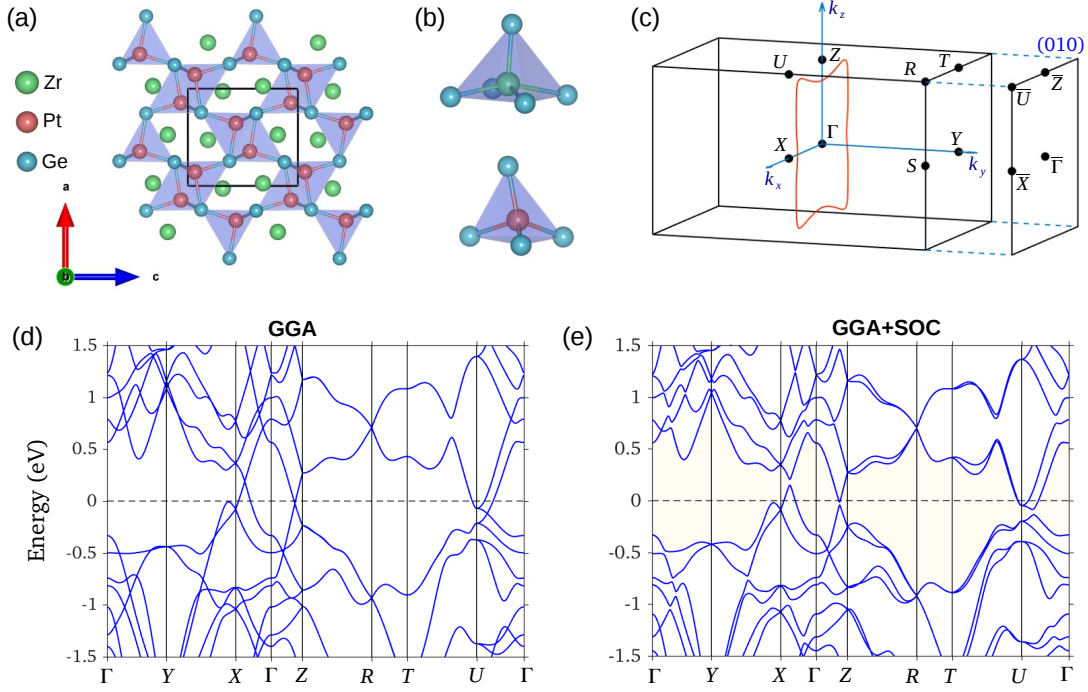 (a)
Zr
Pt
Ge
a
b
c
(b)
(c)
k_z
U
Z
R
T
(010)
U̅
Z̅
X
Γ
Y
k_x
k_y
S
X̅
Γ̅
(d)
GGA
Energy (eV)
1.5
1
0.5
0
-0.5
-1
-1.5
Γ Y X Γ Z R T U Γ
(e)
GGA+SOC
1.5
1
0.5
0
-0.5
-1
-1.5
Γ Y X Γ Z R T U Γ